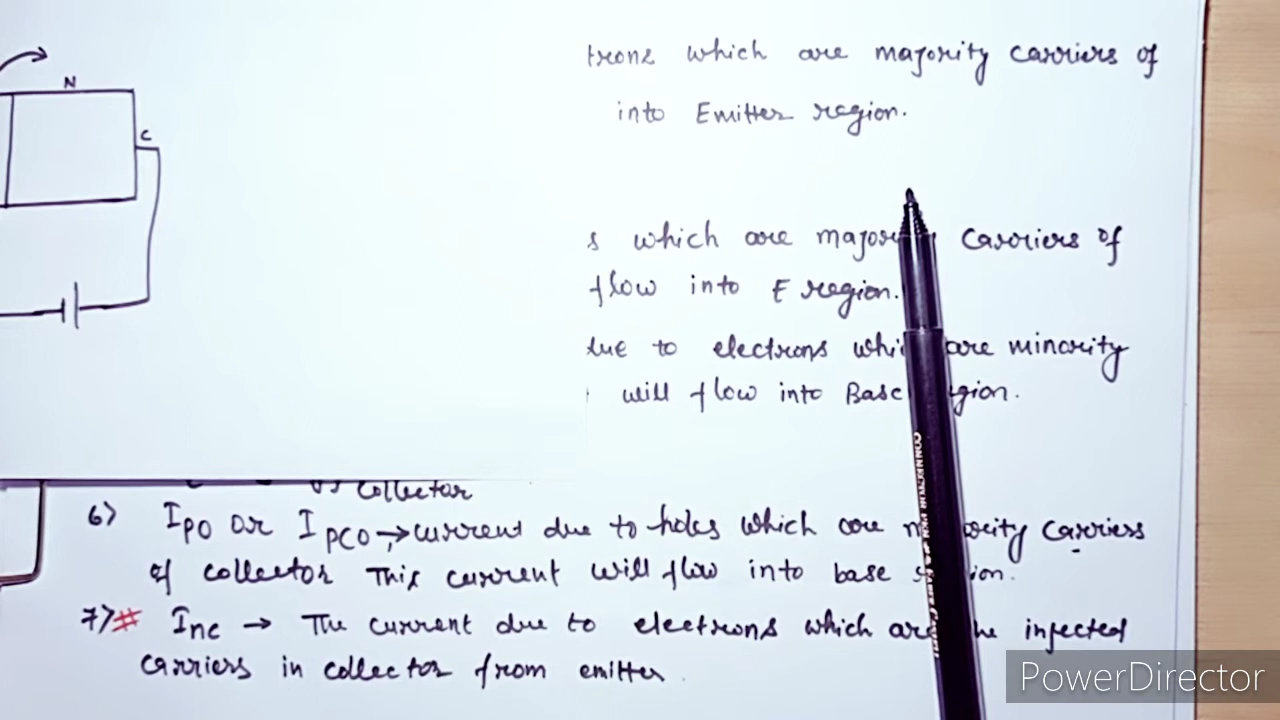 trons which are majority carriers of
into Emitter region.
N
C
s which are majority carriers of
flow into E region.
due to electrons which are minority
will flow into Base region.
collector
6> IPO or IPCO → current due to holes which are carriers
of collector This current will flow into base
7># Inc → The current due to electrons which are the injected
carriers in collector from emitter.
PowerDirector